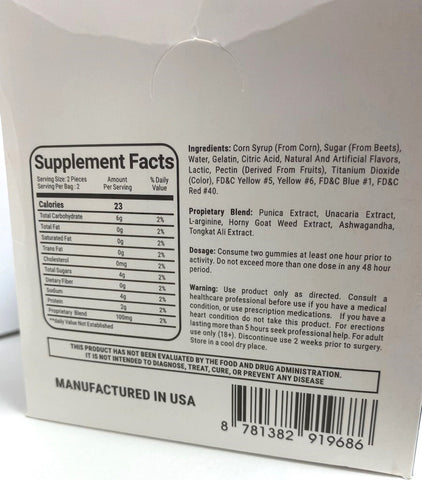 Supplement Facts
Serving Size: 2 Pieces
Serving Per Bag : 2
Amount Per Serving
% Daily Value
Calories 23
Total Carbohydrate 6g 2%
Total Fat 0g 2%
Saturated Fat 0g 2%
Trans Fat 0g 2%
Cholesterol 0mg 2%
Total Sugars 4g 2%
Dietary Fiber 0g 2%
Sodium 4g 2%
Protein 2g 2%
Proprietary Blend 100mg 2%
*Daily Value Not Established
Ingredients: Corn Syrup (From Corn), Sugar (From Beets),
Water, Gelatin, Citric Acid, Natural And Artificial Flavors,
Lactic, Pectin (Derived From Fruits), Titanium Dioxide
(Color), FD&C Yellow #5, Yellow #6, FD&C Blue #1, FD&C
Red #40.
Propietary Blend: Punica Extract, Unacaria Extract,
L-arginine, Horny Goat Weed Extract, Ashwagandha,
Tongkat Ali Extract.
Dosage: Consume two gummies at least one hour prior to
activity. Do not exceed more than one dose in any 48 hour
period.
Warning: Use product only as directed. Consult a
healthcare professional before use if you have a medical
condition, or use prescription medications. If you have a
heart condition do not take this product. For erections
lasting more than 5 hours seek professional help. For adult
use only (18+). Discontinue use 2 weeks prior to surgery.
Store in a cool dry place.
THIS PRODUCT HAS NOT BEEN EVALUATED BY THE FOOD AND DRUG ADMINISTRATION.
IT IS NOT INTENDED TO DIAGNOSE, TREAT, CURE, OR PREVENT ANY DISEASE
MANUFACTURED IN USA
8 781382 919686